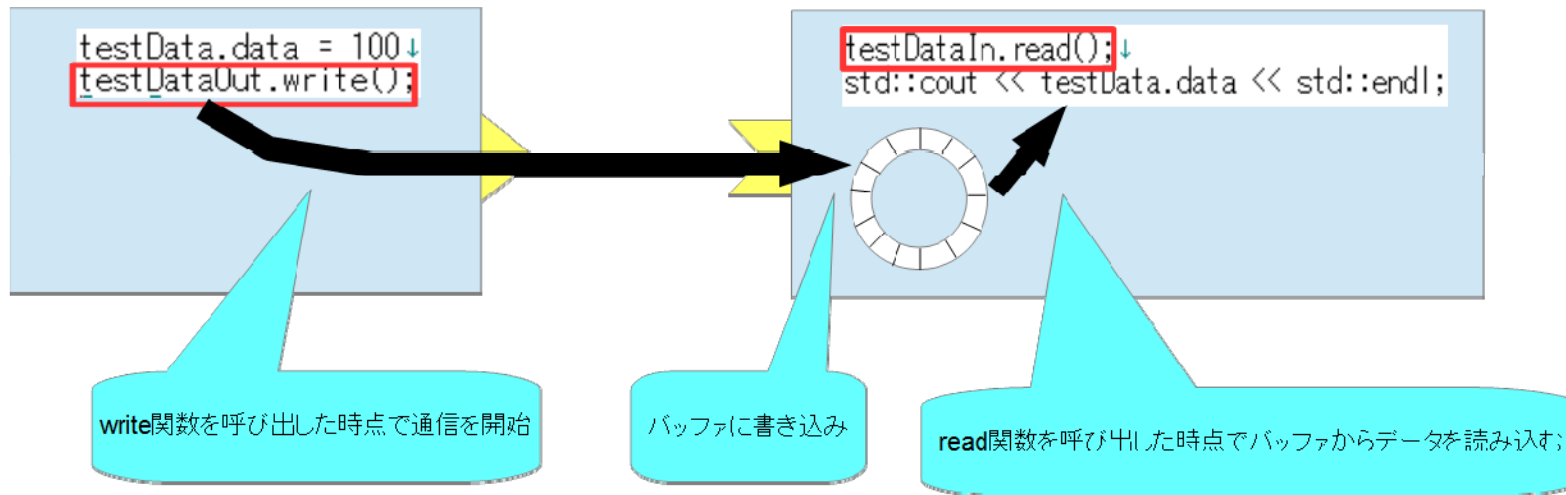 testData.data = 100↓
testDataOut.write();
testDataIn.read();↓
std::cout << testData.data << std::endl;
write関数を呼び出した時点で通信を開始
バッファに書き込み
read関数を呼び出した時点でバッファからデータを読み込む